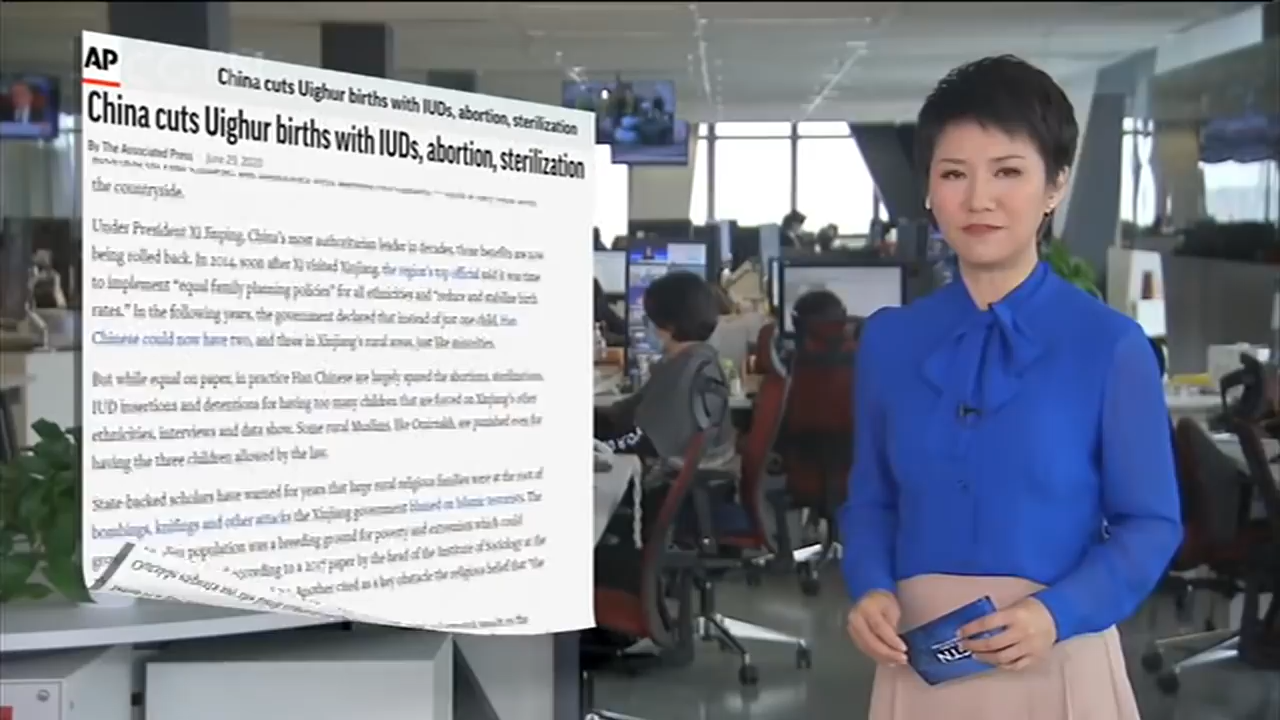 AP
China cuts Uighur births with IUDs, abortion, sterilization
China cuts Uighur births with IUDs, abortion, sterilization
By The Associated Press June 29, 2020
the countryside.
Under President Xi Jinping, China's most authoritarian leader in decades, those benefits are now
being rolled back. In 2014, soon after Xi visited Xinjiang, the region's top official said it was time
to implement "equal family planning policies" for all ethnicities and "reduce and stabilize birth
rates." In the following years, the government declared that instead of just one child, Han
Chinese could now have two, and three in Xinjiang's rural areas, just like minorities.
But while equal on paper, in practice Han Chinese are largely spared the abortions, sterilizations,
IUD insertions and detentions for having too many children that are forced on Xinjiang's other
ethnicities, interviews and data show. Some rural Muslims, like Omirzakh, are punished even for
having the three children allowed by the law.
State-backed scholars have warned for years that large rural religious families were at the root of
bombings, knifings and other attacks the Xinjiang government blamed on Islamic terrorists. The
population was a breeding ground for poverty and extremism which could
according to a 2017 paper by the head of the Institute of Sociology at the
Another cited as a key obstacle the religious belief that "the